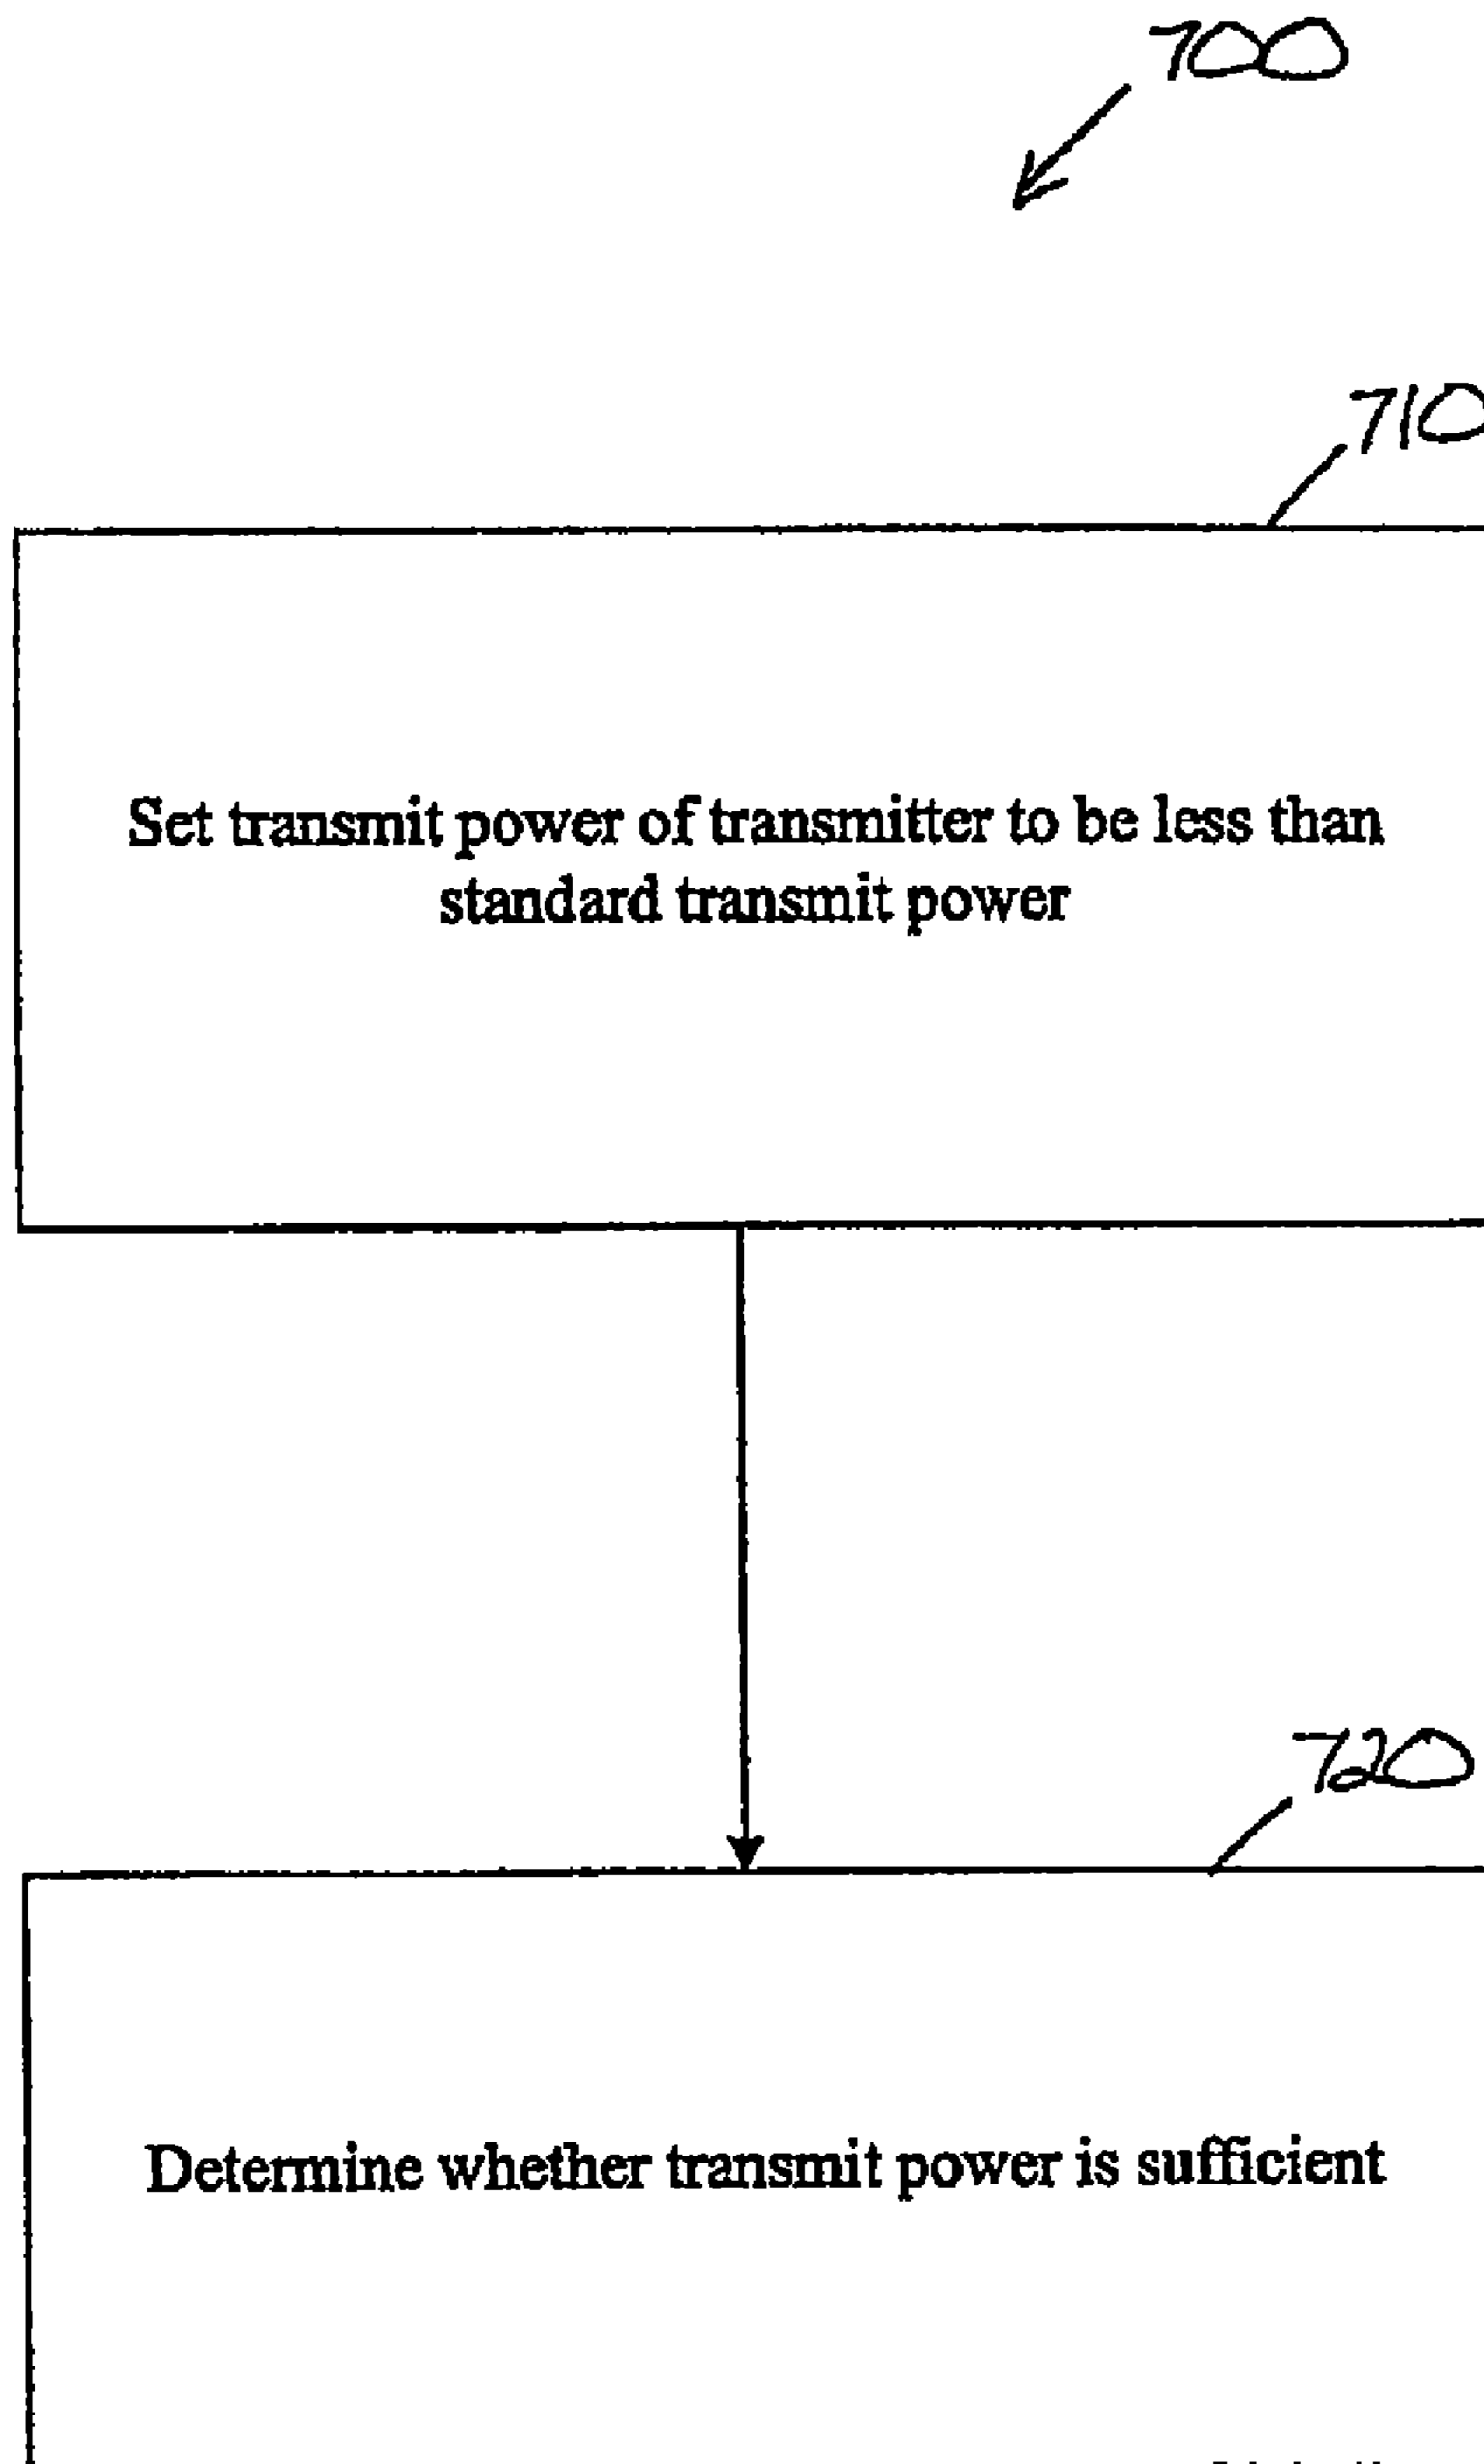 700
710
Set transmit power of transmitter to be less than
standard transmit power
720
Determine whether transmit power is sufficient